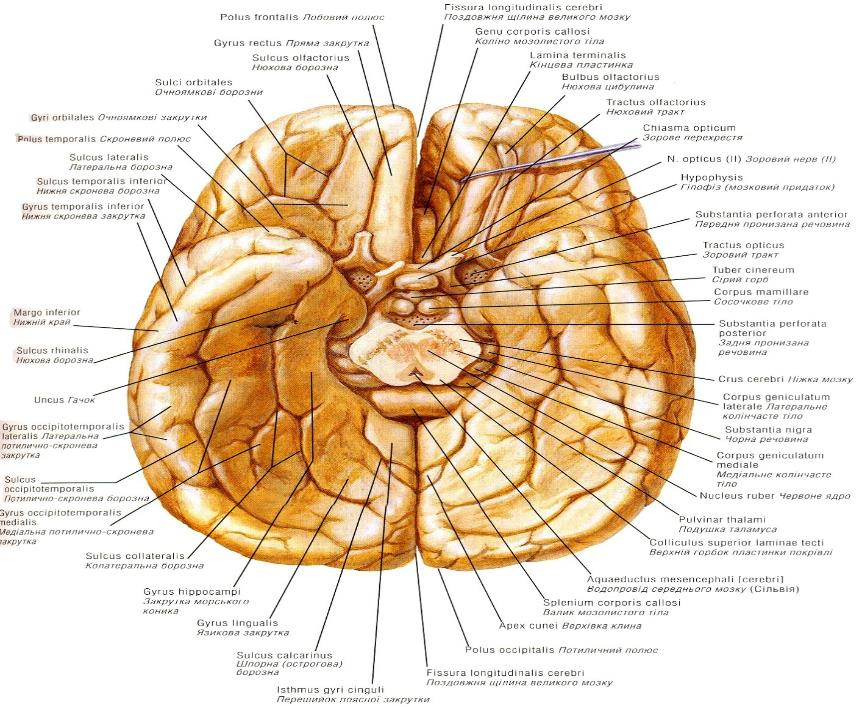 Polus frontalis Лобовий полюс
Gyrus rectus Пряма закрутка
Sulcus olfactorius
Нюхова борозна
Sulci orbitales
Очноямкові борозни
Gyri orbitales Очноямкові закрутки
Polus temporalis Скроневий полюс
Sulcus lateralis
Латеральна борозна
Sulcus temporalis inferior
Нижня скронева борозна
Gyrus temporalis inferior
Нижня скронева закрутка
Margo inferior
Нижній край
Sulcus rhinalis
Нюхова борозна
Uncus Гачок
Gyrus occipitotemporalis
lateralis Латеральна
потилично-скронева
закрутка
Sulcus
occipitotemporalis
Потилично-скронева борозна
Gyrus occipitotemporalis
medialis
Медіальна потилично-скронева
закрутка
Sulcus collateralis
Колатеральна борозна
Gyrus hippocampi
Закрутка морського
коника
Gyrus lingualis
Язикова закрутка
Sulcus calcarinus
Шпорна (острогова)
борозна
Isthmus gyri cinguli
Перешийок поясної закрутки
Fissura longitudinalis cerebri
Поздовжня щілина великого мозку
Genu corporis callosi
Коліно мозолистого тіла
Lamina terminalis
Кінцева пластинка
Bulbus olfactorius
Нюхова цибулина
Tractus olfactorius
Нюховий тракт
Chiasma opticum
Зорове перехрестя
N. opticus (II) Зоровий нерв (II)
Hypophysis
Гіпофіз (мозковий придаток)
Substantia perforata anterior
Передня пронизана речовина
Tractus opticus
Зоровий тракт
Tuber cinereum
Сірий горб
Corpus mamillare
Сосочкове тіло
Substantia perforata
posterior
Задня пронизана
речовина
Crus cerebri Ніжка мозку
Corpus geniculatum
laterale Латеральне
колінчате тіло
Substantia nigra
Чорна речовина
Corpus geniculatum
mediale
Медіальне колінчасте
тіло
Nucleus ruber Червоне ядро
Pulvinar thalami
Подушка таламуса
Colliculus superior laminae tecti
Верхній горбок пластинки покрівлі
Aquaeductus mesencephali [cerebri]
Водопровід середнього мозку (Сільвія)
Splenium corporis callosi
Валик мозолистого тіла
Apex cunei Верхівка клина
Polus occipitalis Потиличний полюс
Fissura longitudinalis cerebri
Поздовжня щілина великого мозку